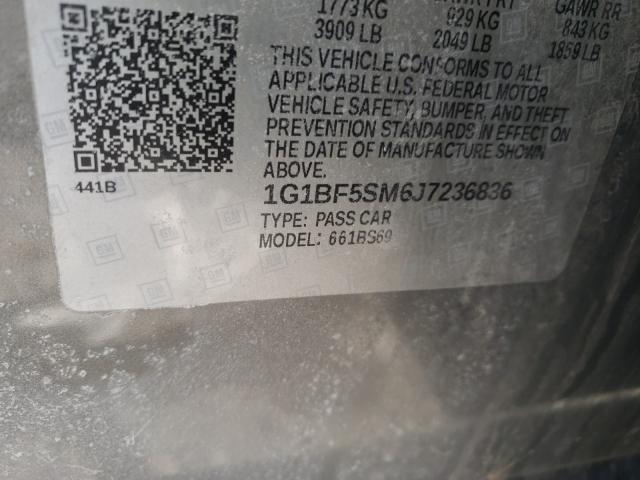 1773 KG
929 KG
GAWR RR
843 KG
3909 LB
2049 LB
1859 LB
THIS VEHICLE CONFORMS TO ALL
APPLICABLE U.S. FEDERAL MOTOR
VEHICLE SAFETY, BUMPER, AND THEFT
PREVENTION STANDARDS IN EFFECT ON
THE DATE OF MANUFACTURE SHOWN
ABOVE.
441B
1G1BF5SM6J7236836
TYPE: PASS CAR
MODEL: 661BS69